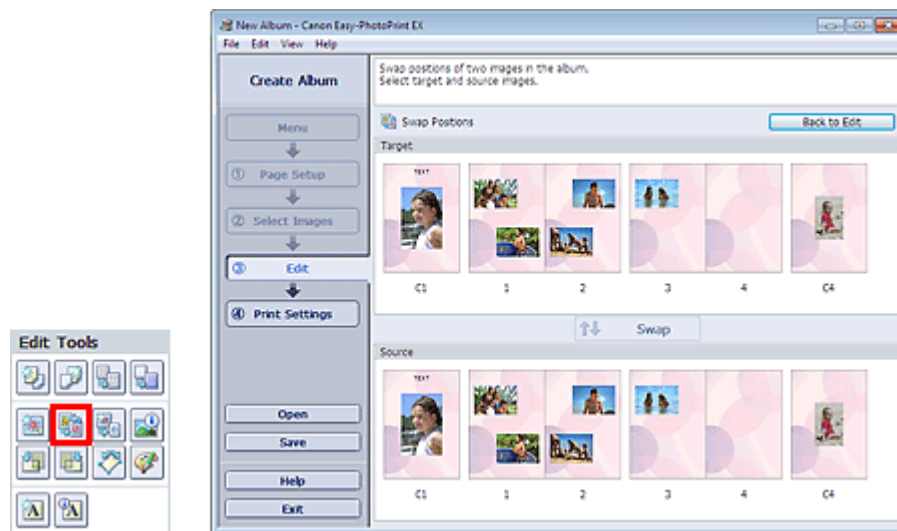 New Album - Canon Easy-PhotoPrint EX
File Edit View Help
Create Album
Menu
① Page Setup
② Select Images
③ Edit
④ Print Settings
Open
Save
Help
Exit
Swap positions of two images in the album.
Select target and source images.
Swap Positions
Back to Edit
Target
TEXT
C1 1 2 3 4 C4
Swap
Source
TEXT
C1 1 2 3 4 C4
Edit Tools
A A